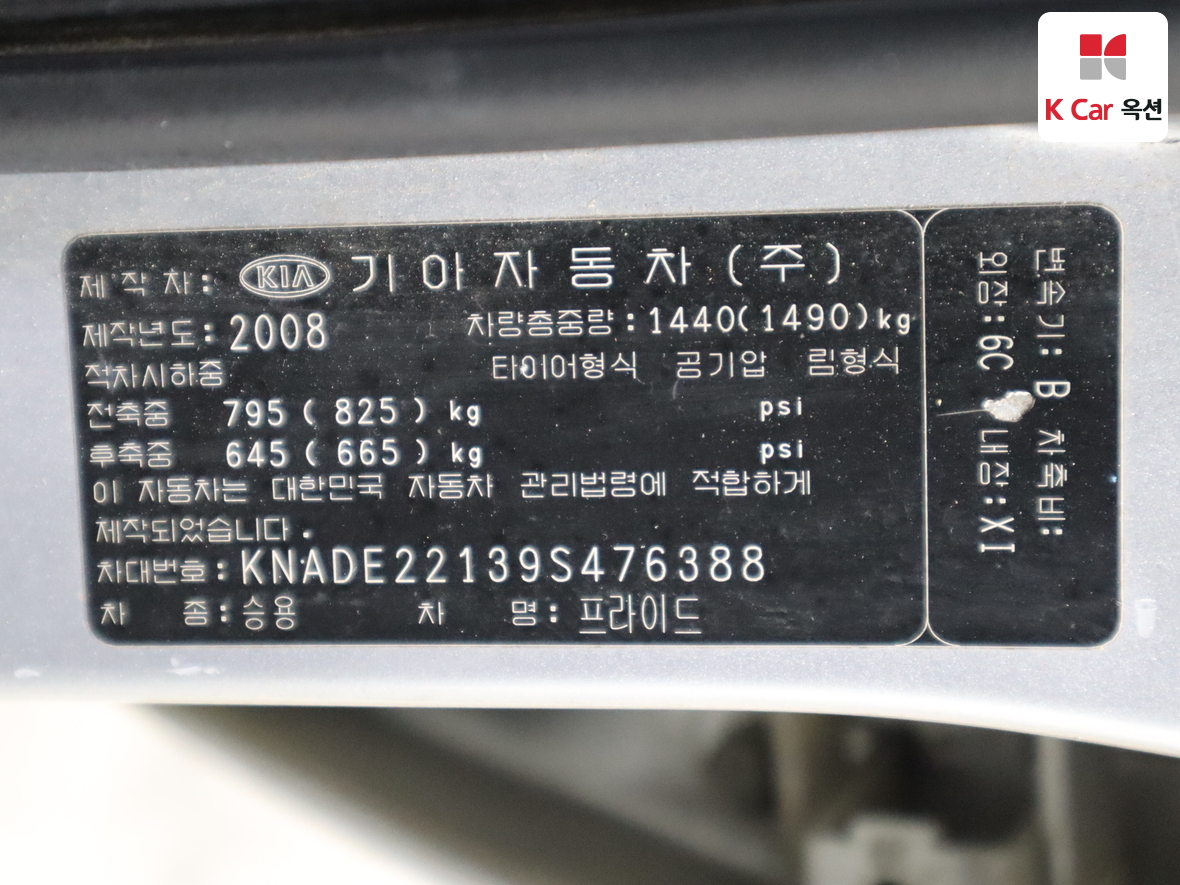 K Car 옥션
제 작 차 : KIA 기 아 자 동 차 ( 주 )
제작년도 : 2008 차량총중량 : 1440( 1490 ) kg
적차시하중 타이어형식 공기압 림형식
전축중 795 ( 825 ) kg psi
후축중 645 ( 665 ) kg psi
이 자동차는 대한민국 자동차 관리법령에 적합하게
제작되었습니다 .
차대번호 : KNADE22139S476388
차 종 : 승용 차 명 : 프라이드
변속기 : B 차축비 :
외장 : 6C 내장 : XI